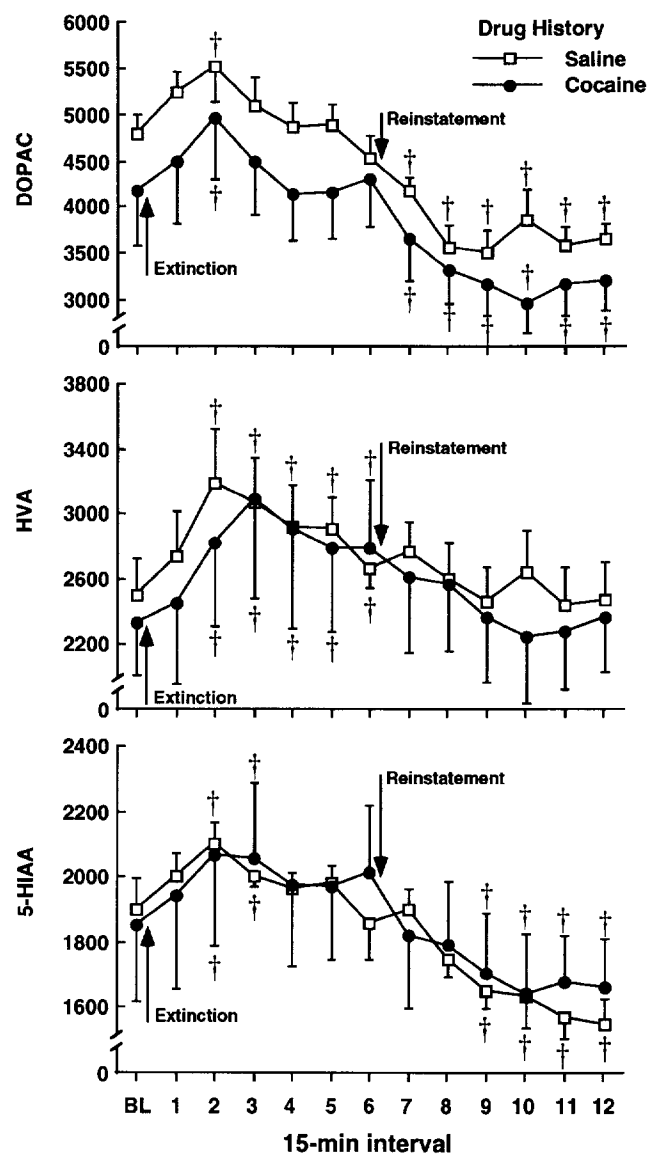 Drug History
Saline
Cocaine
DOPAC
6000
5500
5000
4500
4000
3500
3000
0
† † † † † † † †
† † † † † † †
Reinstatement
Extinction
HVA
3800
3400
3000
2600
2200
0
† † † † †
† † † † †
Reinstatement
Extinction
5-HIAA
2400
2200
2000
1800
1600
0
† † † † † †
† † † † † †
Reinstatement
Extinction
BL 1 2 3 4 5 6 7 8 9 10 11 12
15-min interval